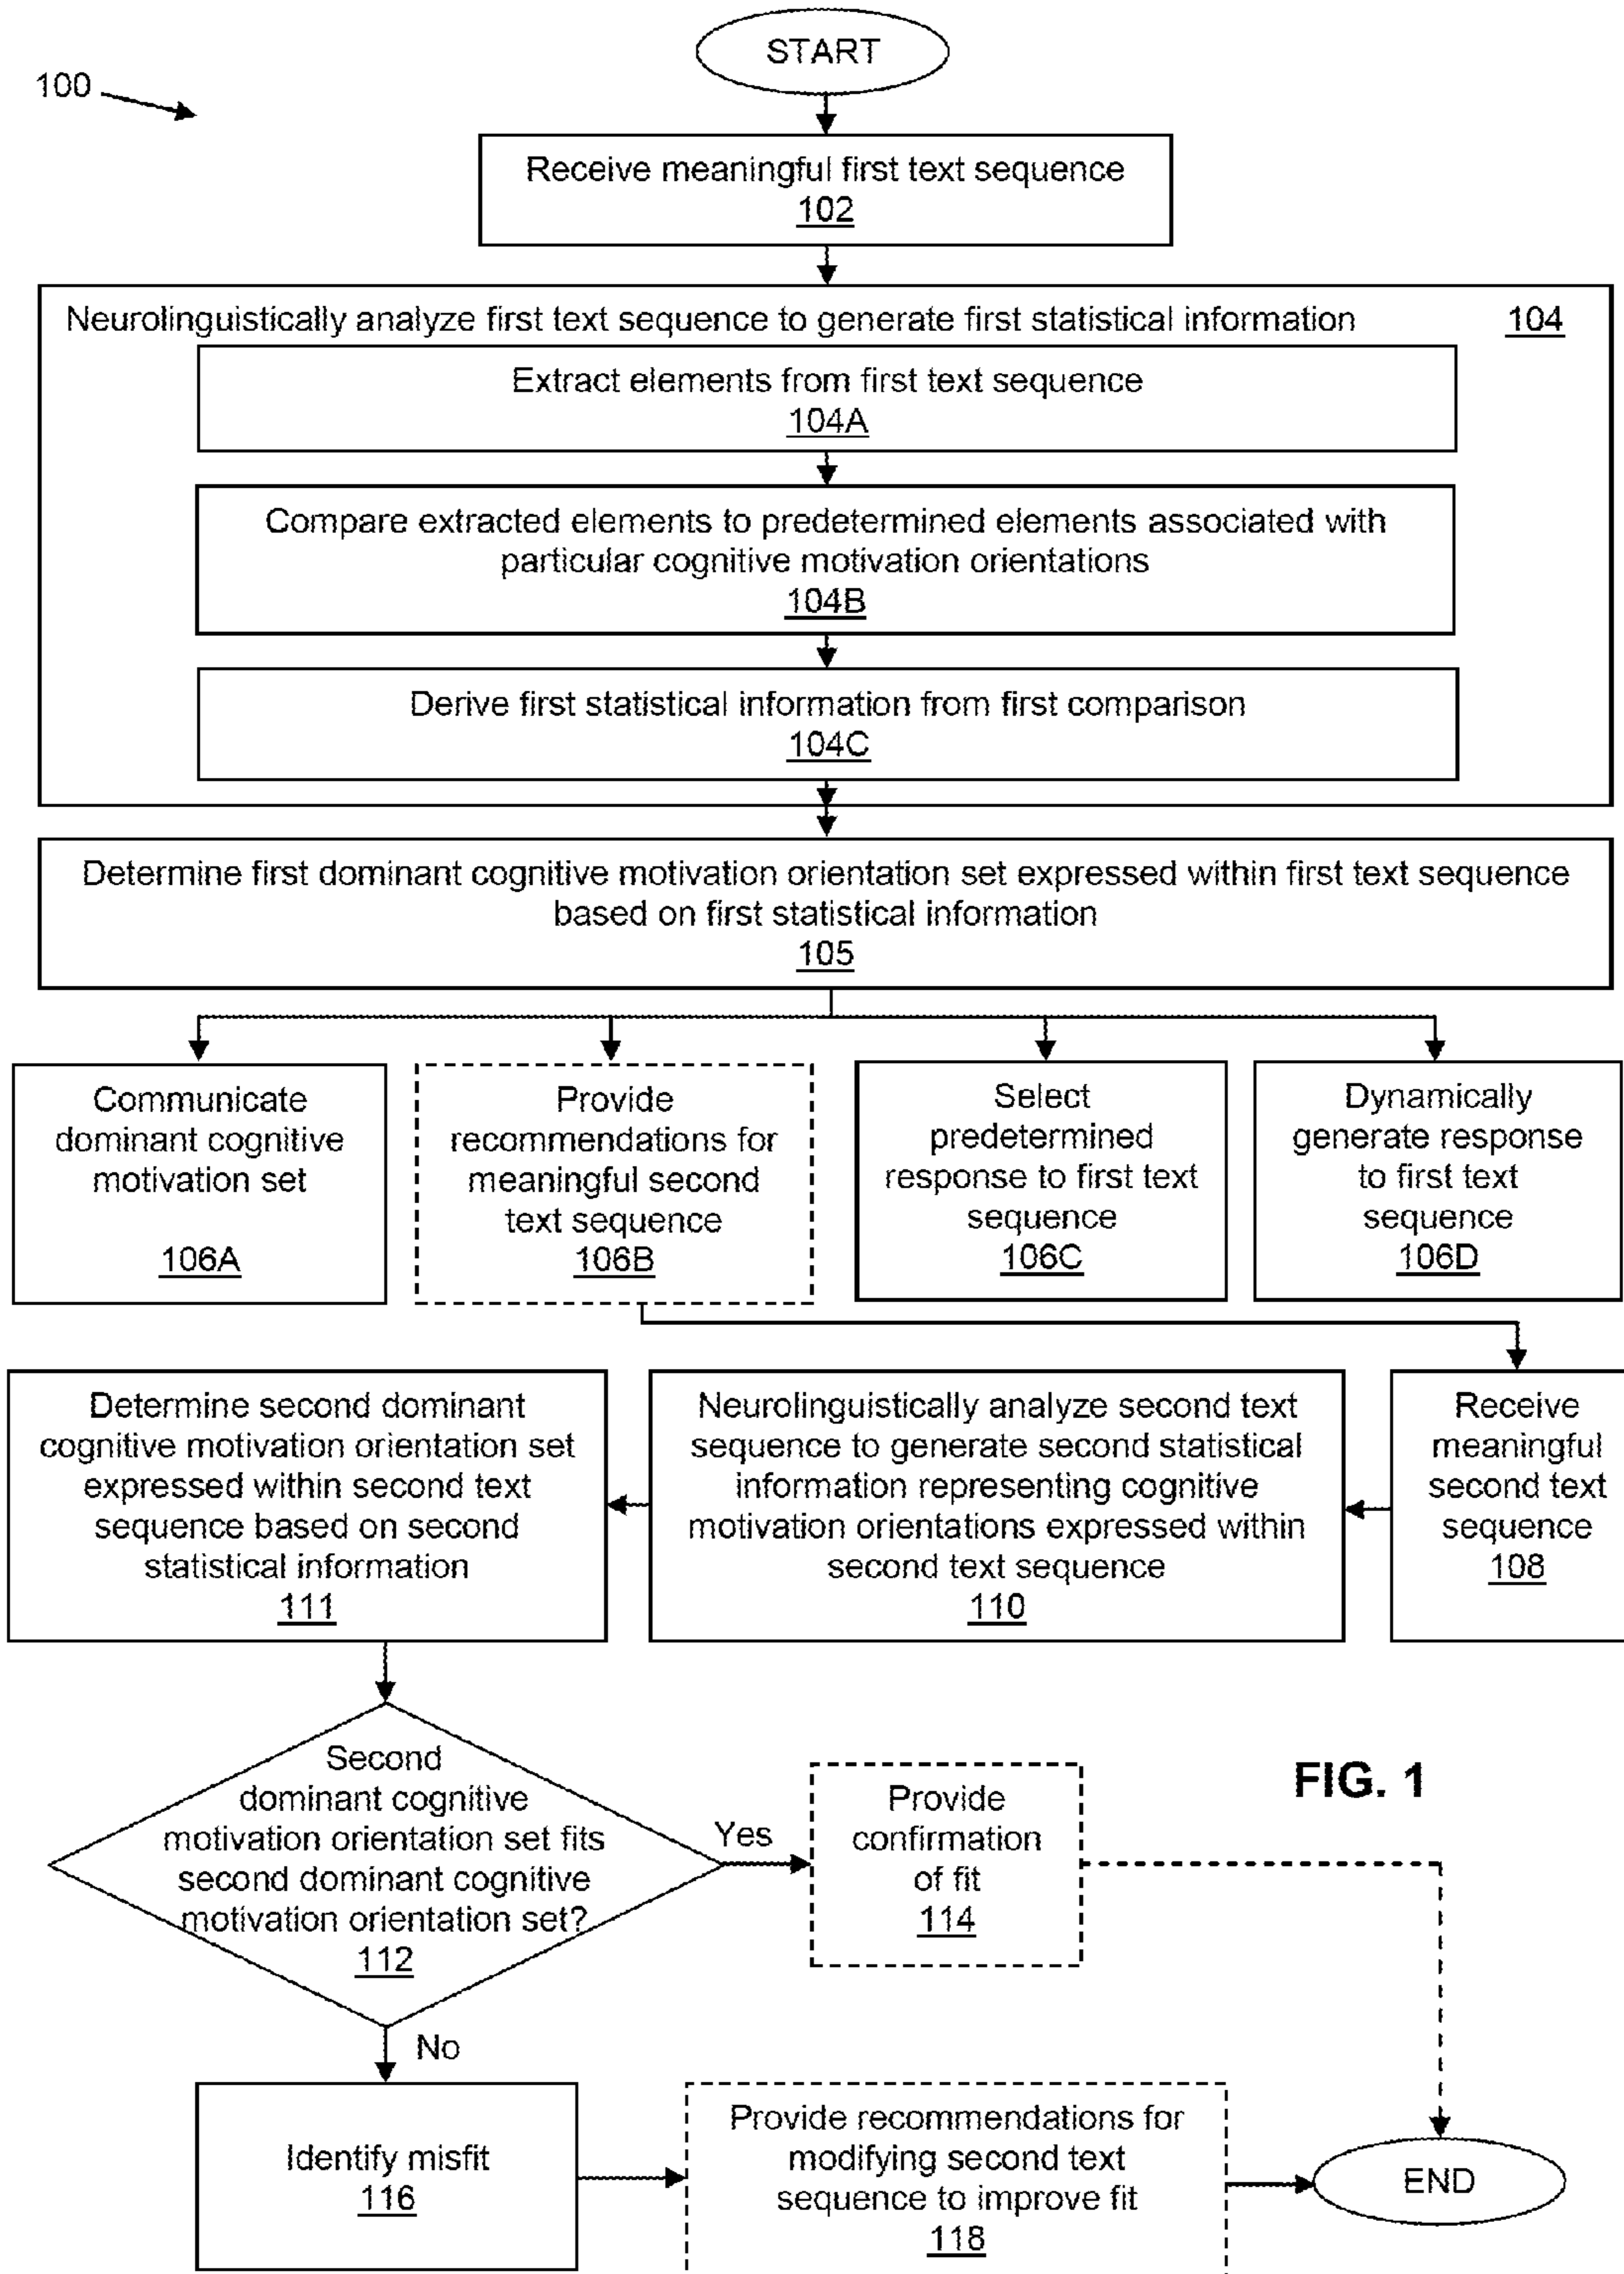 START
100
Receive meaningful first text sequence
102
Neurolinguistically analyze first text sequence to generate first statistical information 104
Extract elements from first text sequence
104A
Compare extracted elements to predetermined elements associated with
particular cognitive motivation orientations
104B
Derive first statistical information from first comparison
104C
Determine first dominant cognitive motivation orientation set expressed within first text sequence
based on first statistical information
105
Communicate
dominant cognitive
motivation set
106A
Provide
recommendations for
meaningful second
text sequence
106B
Select
predetermined
response to first text
sequence
106C
Dynamically
generate response
to first text
sequence
106D
Receive
meaningful
second text
sequence
108
Neurolinguistically analyze second text
sequence to generate second statistical
information representing cognitive
motivation orientations expressed within
second text sequence
110
Determine second dominant
cognitive motivation orientation set
expressed within second text
sequence based on second
statistical information
111
Second
dominant cognitive
motivation orientation set fits
second dominant cognitive
motivation orientation set?
112
Yes
Provide
confirmation
of fit
114
FIG. 1
No
Identify misfit
116
Provide recommendations for
modifying second text
sequence to improve fit
118
END